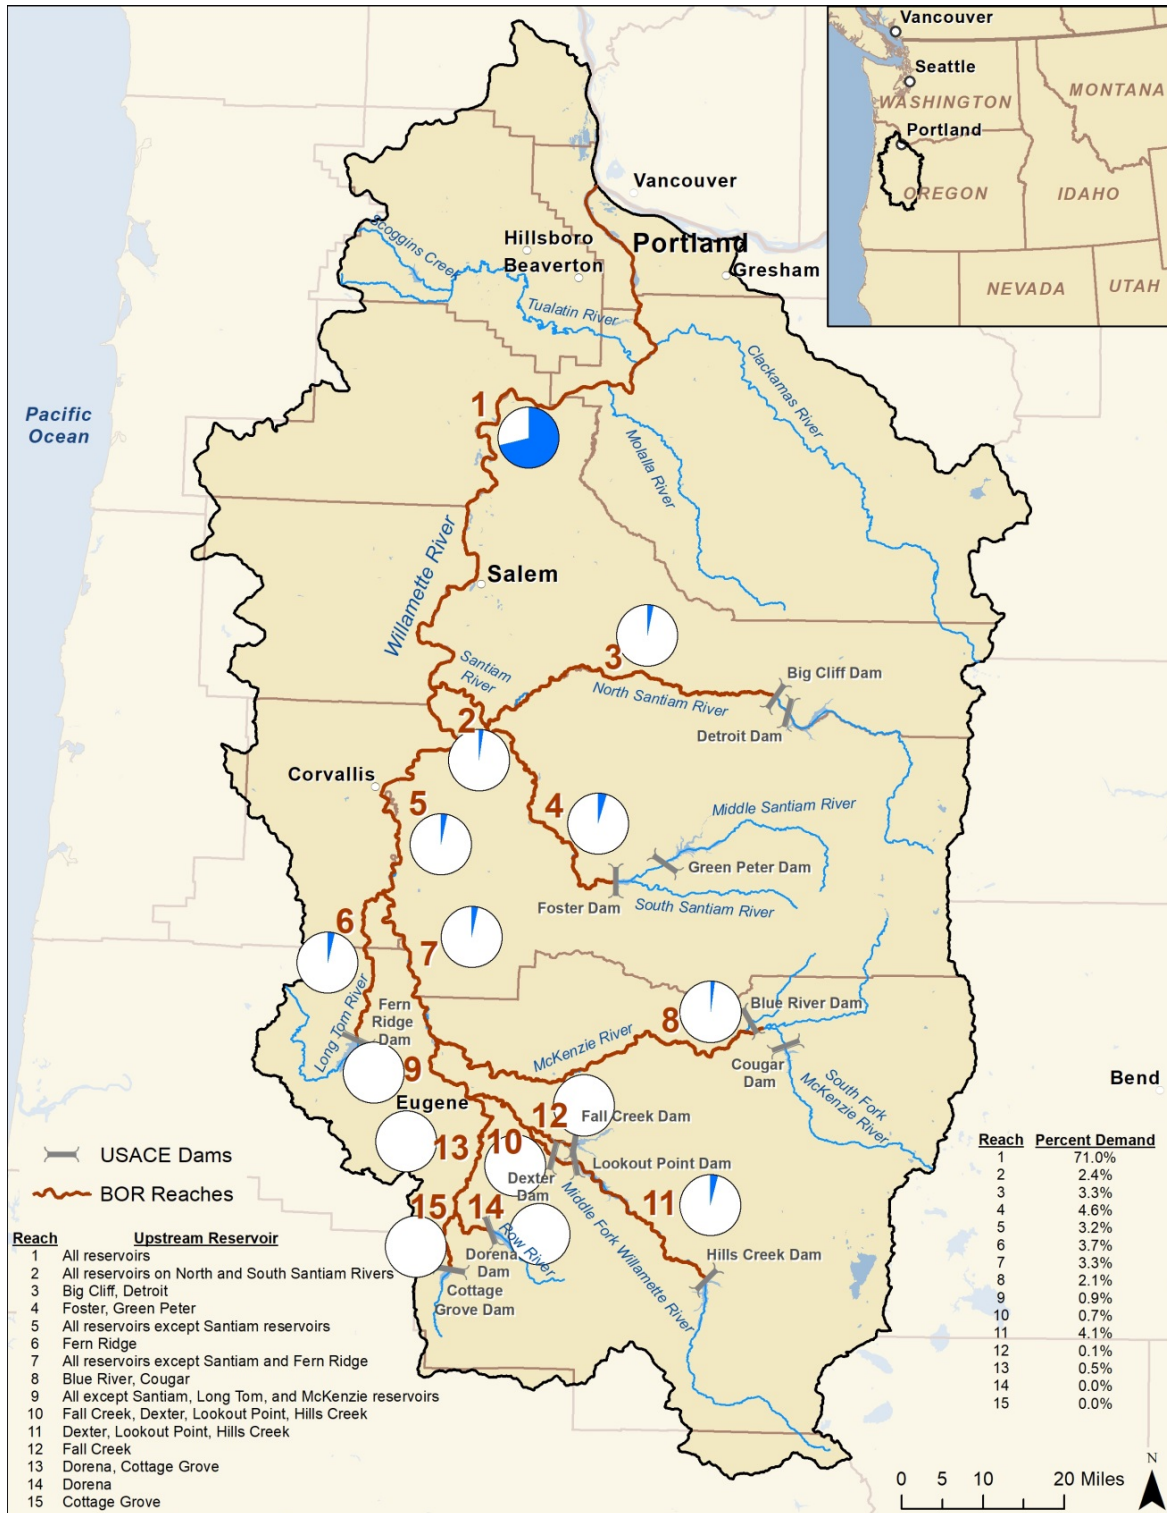 Vancouver
Seattle
WASHINGTON
MONTANA
Portland
OREGON
IDAHO
NEVADA
UTAH
Vancouver
Portland
Hillsboro
Beaverton
Gresham
Scoggins Creek
Tualatin River
Clackamas River
Molalla River
Pacific
Ocean
1
Willamette River
Salem
Santiam
River
3
North Santiam River
Big Cliff Dam
Detroit Dam
2
Corvallis
5
4
Middle Santiam River
Green Peter Dam
Foster Dam
South Santiam River
6
7
Long Tom River
Fern
Ridge
Dam
8
Blue River Dam
McKenzie River
Cougar
Dam
South Fork
McKenzie River
Bend
9
Eugene
12
Fall Creek Dam
13
10
Lookout Point Dam
Dexter
Dam
Middle Fork Willamette River
11
Hills Creek Dam
15
14
Row River
Dorena
Dam
Cottage
Grove Dam
USACE Dams
BOR Reaches
Reach Upstream Reservoir
1 All reservoirs
2 All reservoirs on North and South Santiam Rivers
3 Big Cliff, Detroit
4 Foster, Green Peter
5 All reservoirs except Santiam reservoirs
6 Fern Ridge
7 All reservoirs except Santiam and Fern Ridge
8 Blue River, Cougar
9 All except Santiam, Long Tom, and McKenzie reservoirs
10 Fall Creek, Dexter, Lookout Point, Hills Creek
11 Dexter, Lookout Point, Hills Creek
12 Fall Creek
13 Dorena, Cottage Grove
14 Dorena
15 Cottage Grove
Reach Percent Demand
1 71.0%
2 2.4%
3 3.3%
4 4.6%
5 3.2%
6 3.7%
7 3.3%
8 2.1%
9 0.9%
10 0.7%
11 4.1%
12 0.1%
13 0.5%
14 0.0%
15 0.0%
N
0 5 10 20 Miles